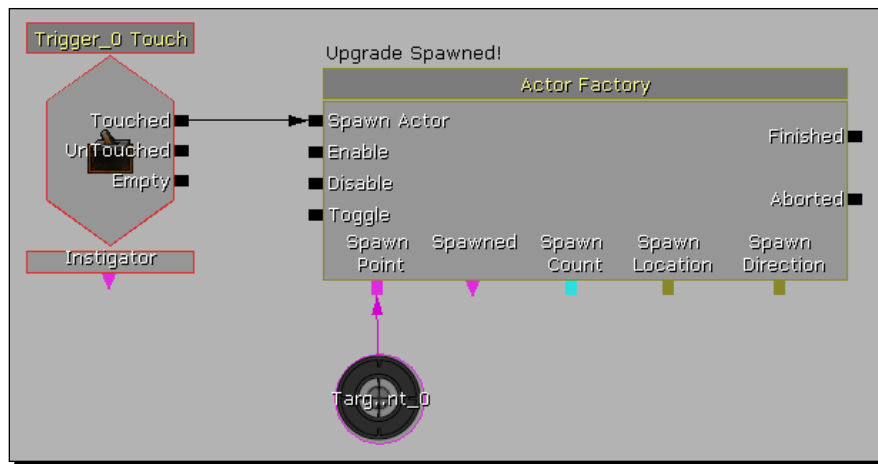 Trigger_0 Touch
Touched
UnTouched
Empty
Instigator
Upgrade Spawned!
Actor Factory
Spawn Actor
Enable
Disable
Toggle
Finished
Aborted
Spawn Point
Spawned
Spawn Count
Spawn Location
Spawn Direction
Targ...nt_0